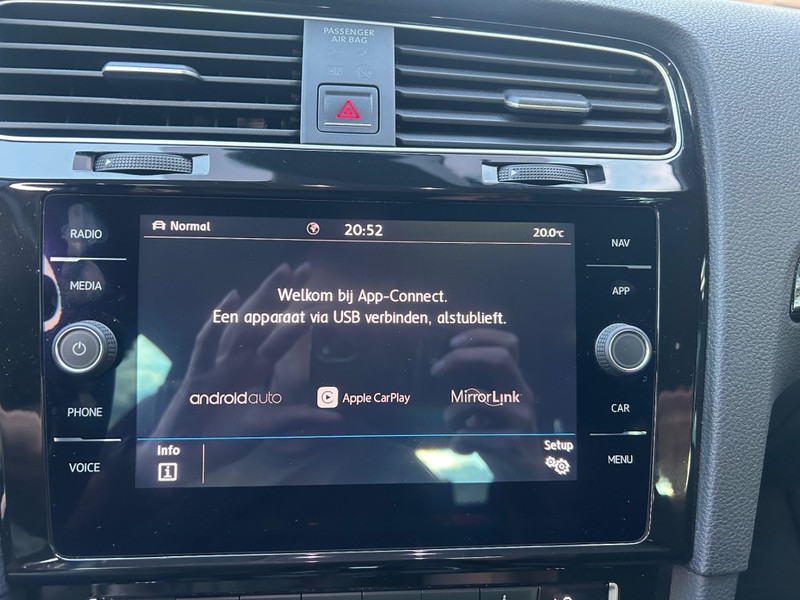 PASSENGER
AIR BAG
RADIO
MEDIA
PHONE
VOICE
Normal
20:52
20.0°C
Welkom bij App-Connect.
Een apparaat via USB verbinden, alstublieft.
androidauto
Apple CarPlay
MirrorLink
Info
i
Setup
NAV
APP
CAR
MENU